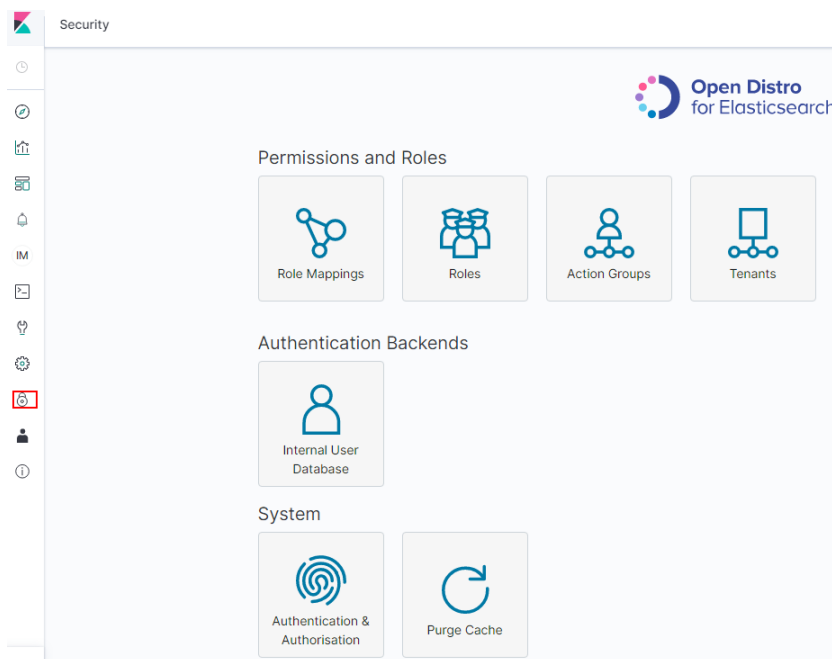 Security
Open Distro
for Elasticsearch
Permissions and Roles
Role Mappings
Roles
Action Groups
Tenants
Authentication Backends
IM
Internal User
Database
System
Authentication &
Authorisation
Purge Cache